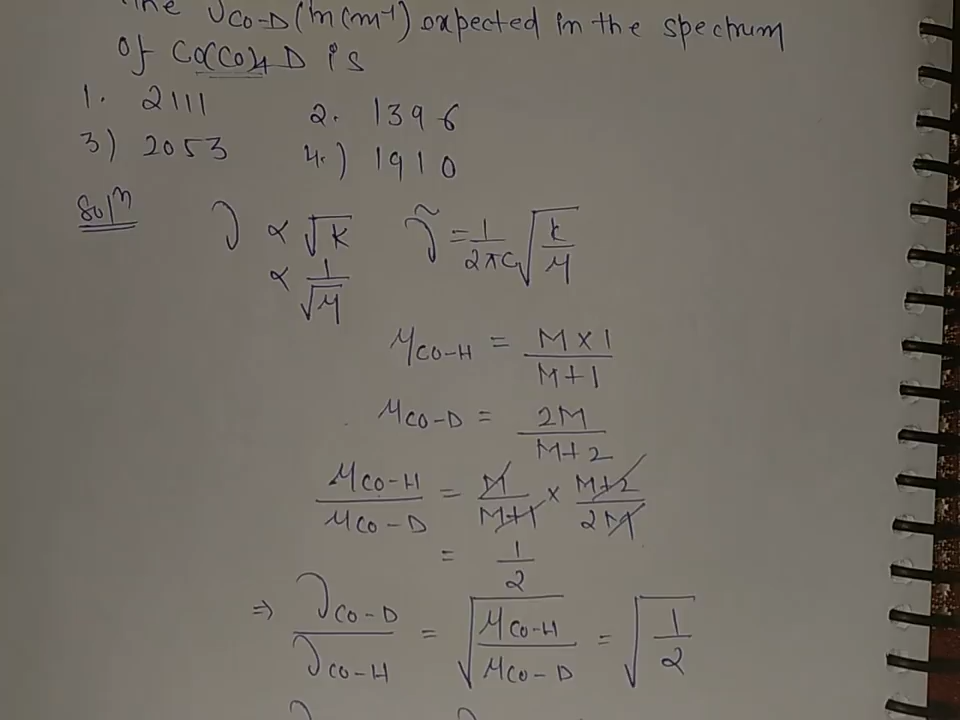 The νCO-D (in cm⁻¹) expected in the spectrum
of Co(CO)4 D is
1. 2111 2. 1396
3) 2053 4.) 1910
Solⁿ ν ∝ √K ν̃ = 1/2πc √K/μ
∝ 1/√μ
μCO-H = M×1/M+1
μCO-D = 2M/M+2
μCO-H/μCO-D = M/M+1 × M+2/2M
= 1/2
⇒ νCO-D/νCO-H = √μCO-H/μCO-D = √1/2